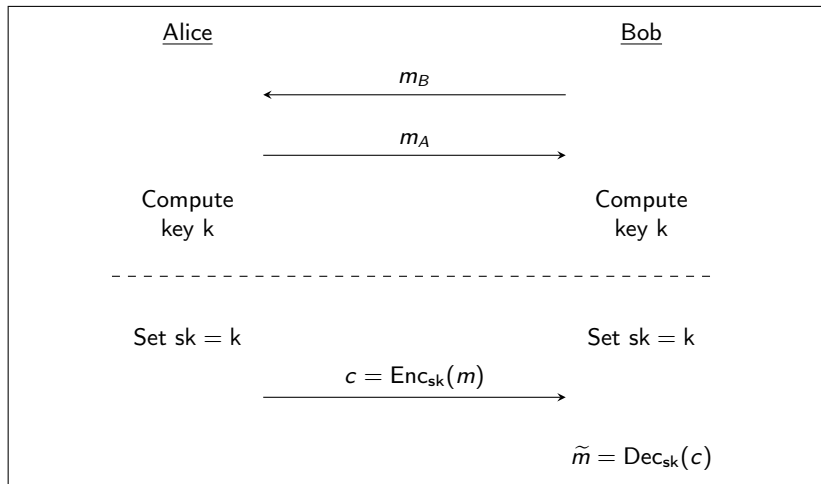 Alice Bob
m_B
m_A
Compute Compute
key k key k
Set sk = k Set sk = k
c = Enc_sk(m)
m̃ = Dec_sk(c)